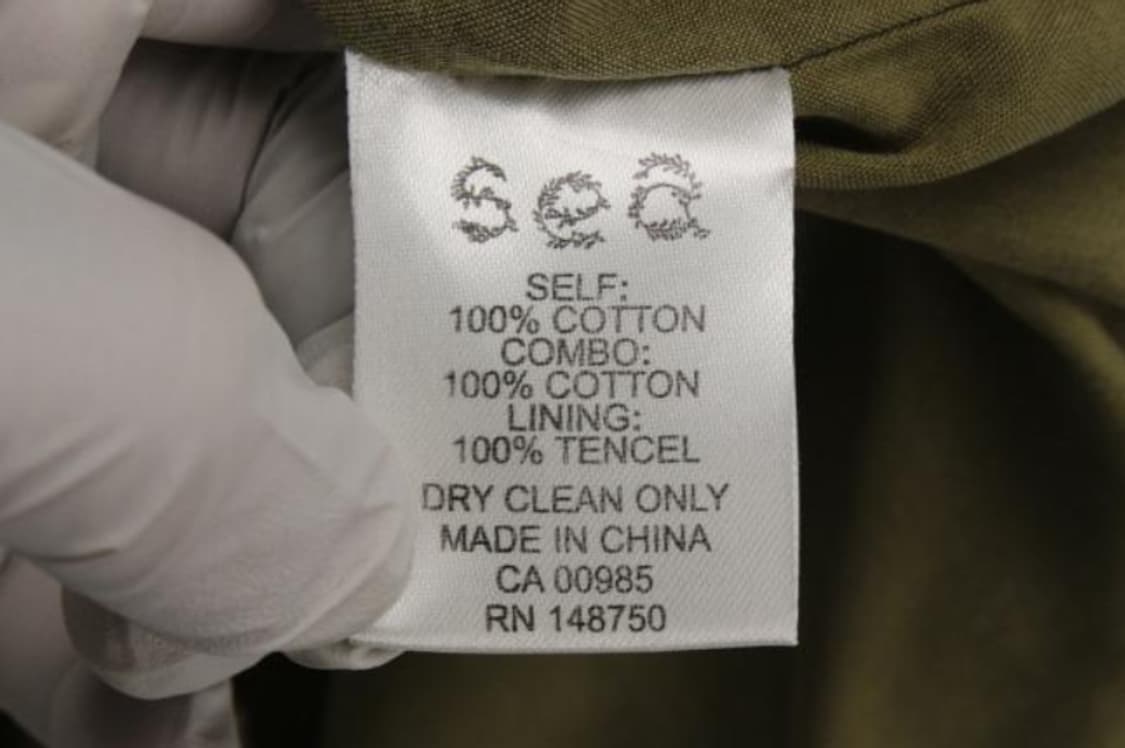 Sea
SELF:
100% COTTON
COMBO:
100% COTTON
LINING:
100% TENCEL
DRY CLEAN ONLY
MADE IN CHINA
CA 00985
RN 148750